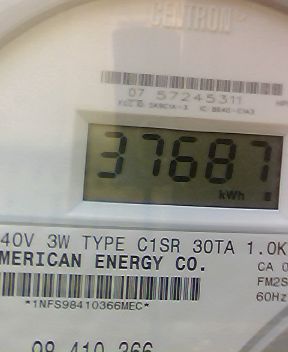 CENTRON
07 57245311
37687
kWh
40V 3W TYPE C1SR 30TA 1.0K
MERICAN ENERGY CO.
CA 0
FM2S
*1NFS98410366MEC*
60Hz
98 410 366